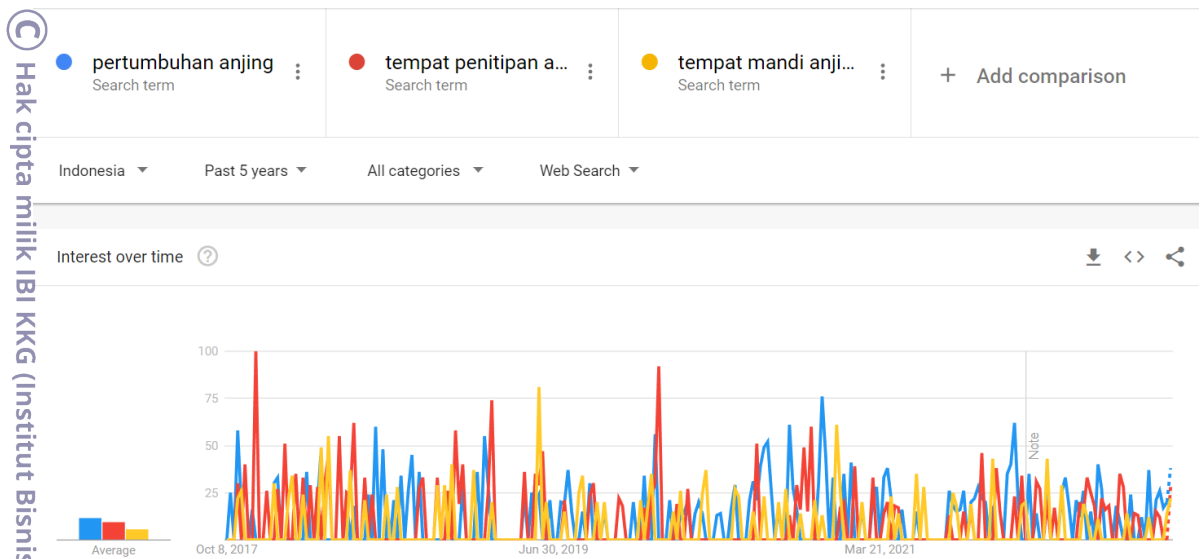 © Hak cipta milik IBI KKG (Institut Bisnis
pertumbuhan anjing
Search term
tempat penitipan a...
Search term
tempat mandi anji...
Search term
+ Add comparison
Indonesia
Past 5 years
All categories
Web Search
Interest over time
?
100
75
50
25
Note
Average
Oct 8, 2017
Jun 30, 2019
Mar 21, 2021